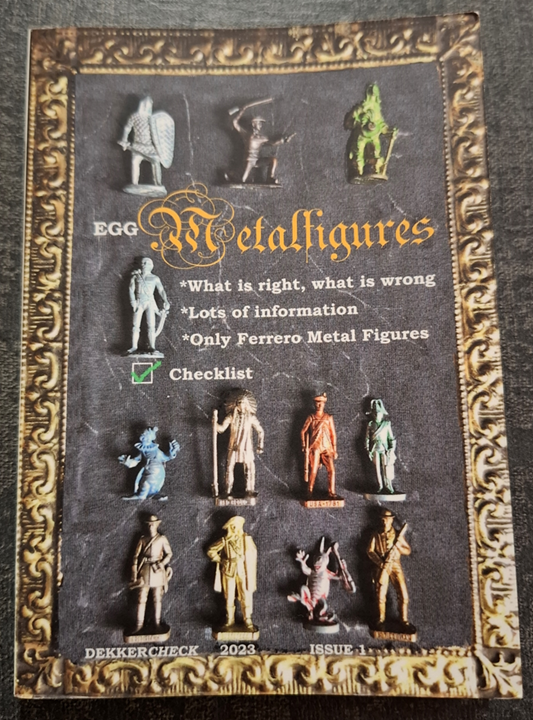 EGG Metalfigures
*What is right, what is wrong
*Lots of information
*Only Ferrero Metal Figures
Checklist
DEKKERCHECK 2023 ISSUE 1